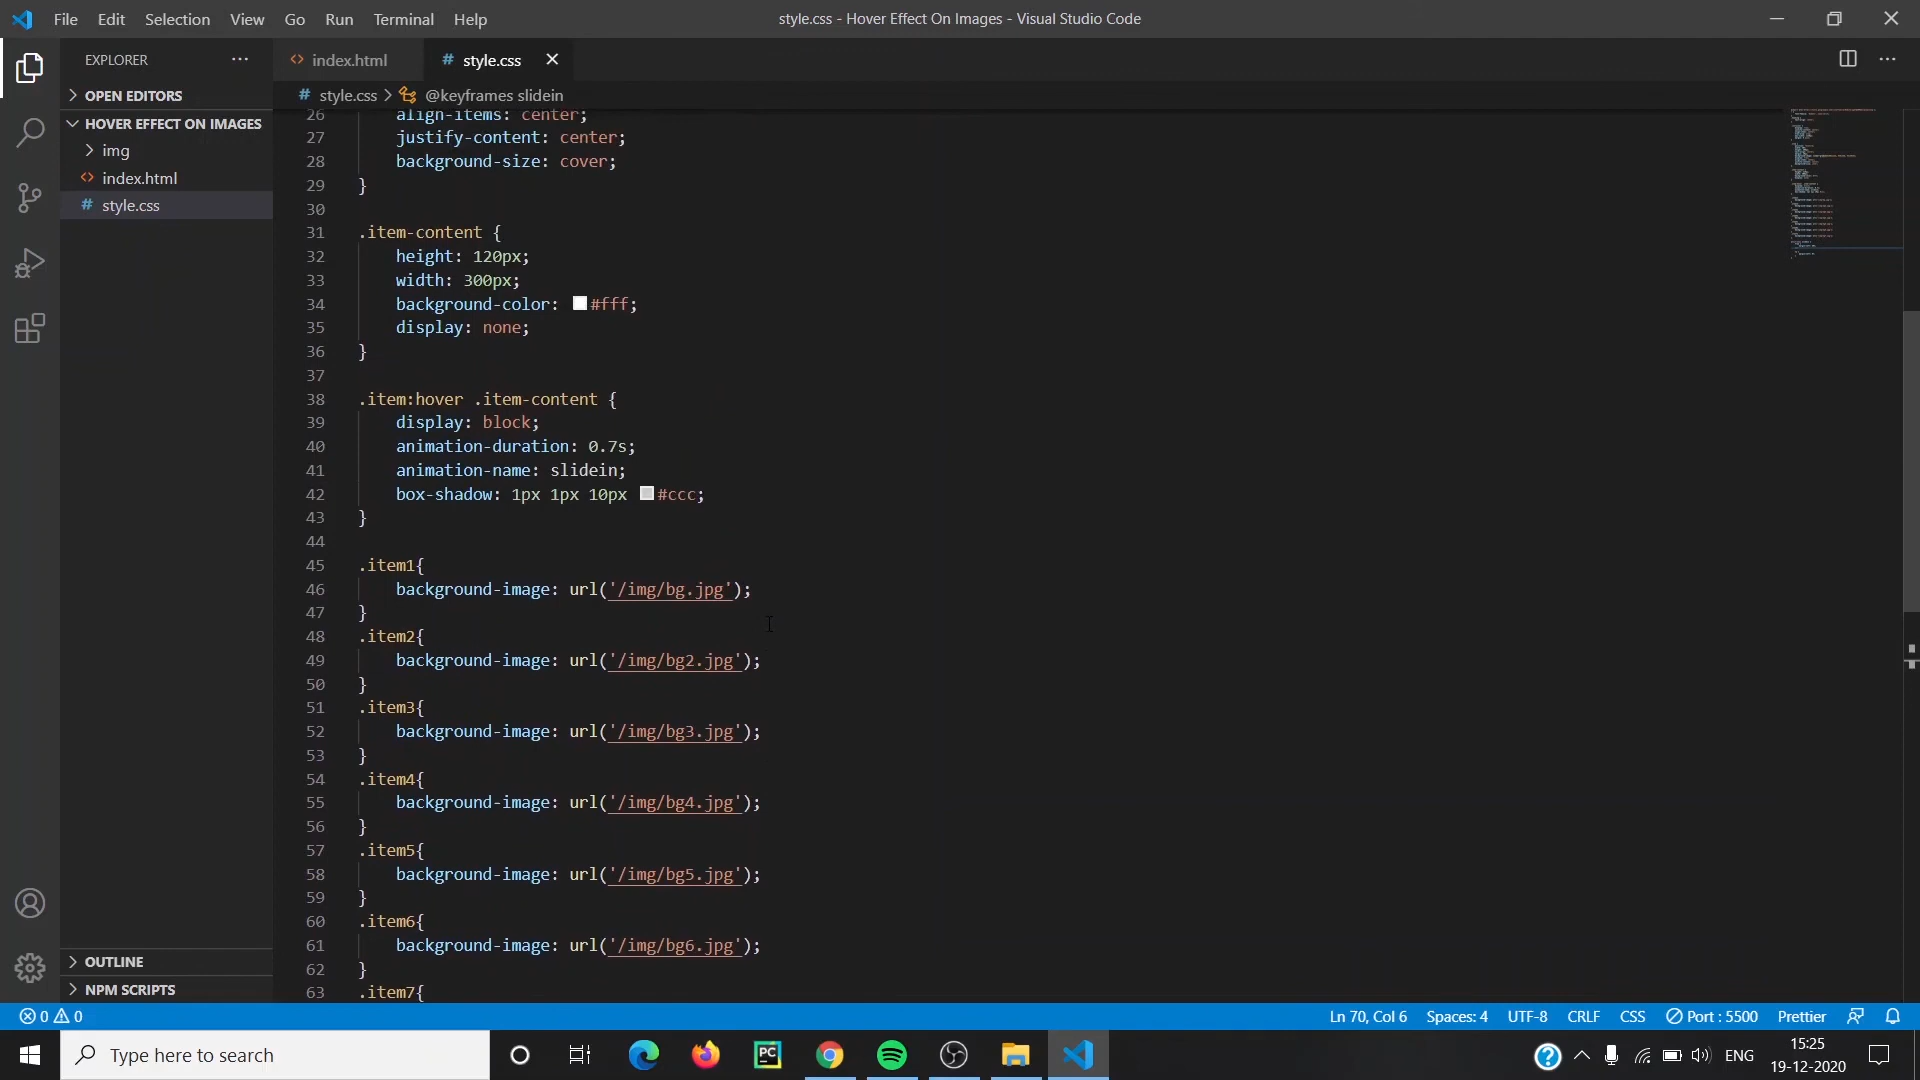 File Edit Selection View Go Run Terminal Help
style.css - Hover Effect On Images - Visual Studio Code
EXPLORER
index.html
style.css
OPEN EDITORS
style.css > @keyframes slidein
HOVER EFFECT ON IMAGES
img
index.html
style.css
26 align-items: center;
27 justify-content: center;
28 background-size: cover;
29 }
30
31 .item-content {
32 height: 120px;
33 width: 300px;
34 background-color: #fff;
35 display: none;
36 }
37
38 .item:hover .item-content {
39 display: block;
40 animation-duration: 0.7s;
41 animation-name: slidein;
42 box-shadow: 1px 1px 10px #ccc;
43 }
44
45 .item1{
46 background-image: url('/img/bg.jpg');
47 }
48 .item2{
49 background-image: url('/img/bg2.jpg');
50 }
51 .item3{
52 background-image: url('/img/bg3.jpg');
53 }
54 .item4{
55 background-image: url('/img/bg4.jpg');
56 }
57 .item5{
58 background-image: url('/img/bg5.jpg');
59 }
60 .item6{
61 background-image: url('/img/bg6.jpg');
62 }
63 .item7{
OUTLINE
NPM SCRIPTS
0 0
Ln 70, Col 6 Spaces: 4 UTF-8 CRLF CSS Port : 5500 Prettier
Type here to search
PC
ENG
15:25
19-12-2020